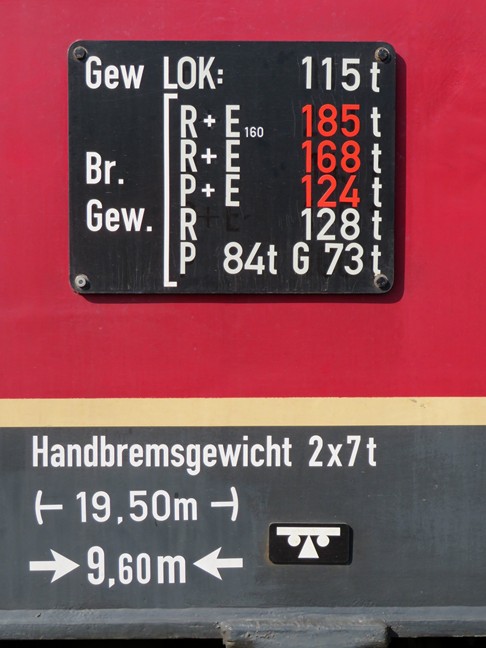 Gew LOK: 115 t
R + E 160 185 t
R + E 168 t
Br. P + E 124 t
Gew. R 128 t
P 84t G 73 t
Handbremsgewicht 2x7 t
19,50m
9,60m